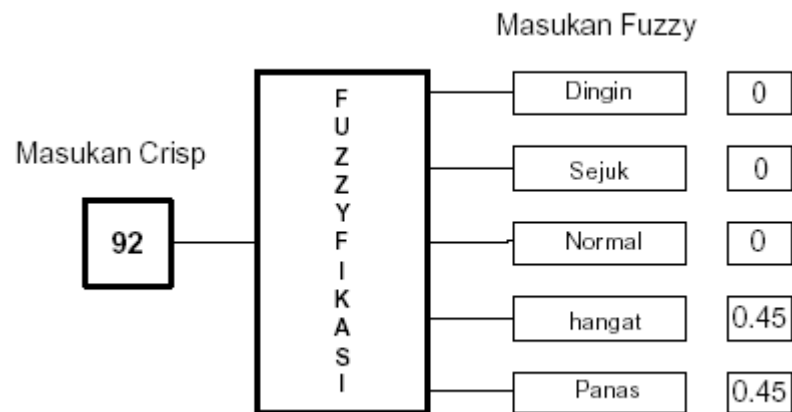 Masukan Fuzzy
Masukan Crisp
92
F
U
Z
Z
Y
F
I
K
A
S
I
Dingin 0
Sejuk 0
Normal 0
hangat 0.45
Panas 0.45